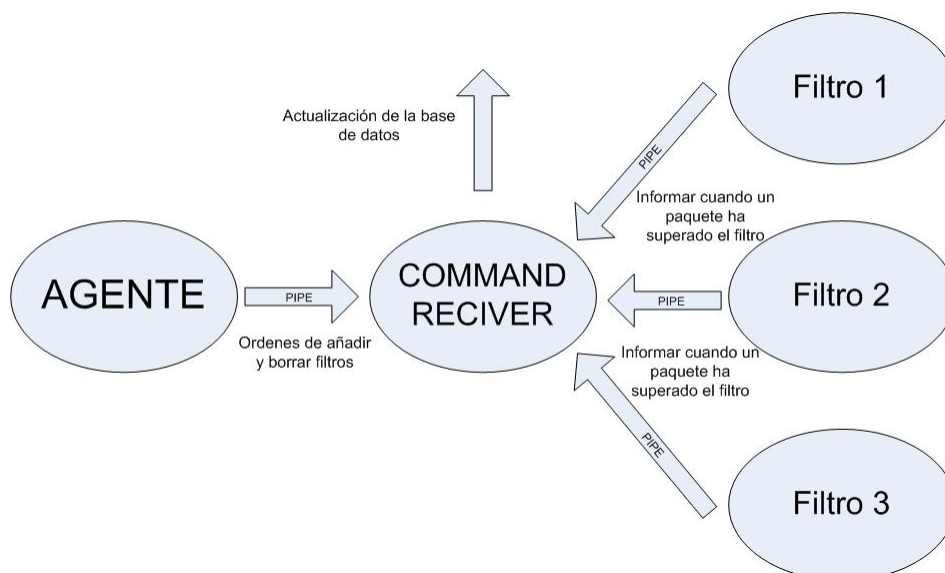 Filtro 1
Actualización de la base
de datos
PIPE
Informar cuando un
paquete ha
superado el filtro
AGENTE
PIPE
COMMAND
RECIVER
PIPE
Filtro 2
Ordenes de añadir
y borrar filtros
Informar cuando un
paquete ha
superado el filtro
PIPE
Filtro 3